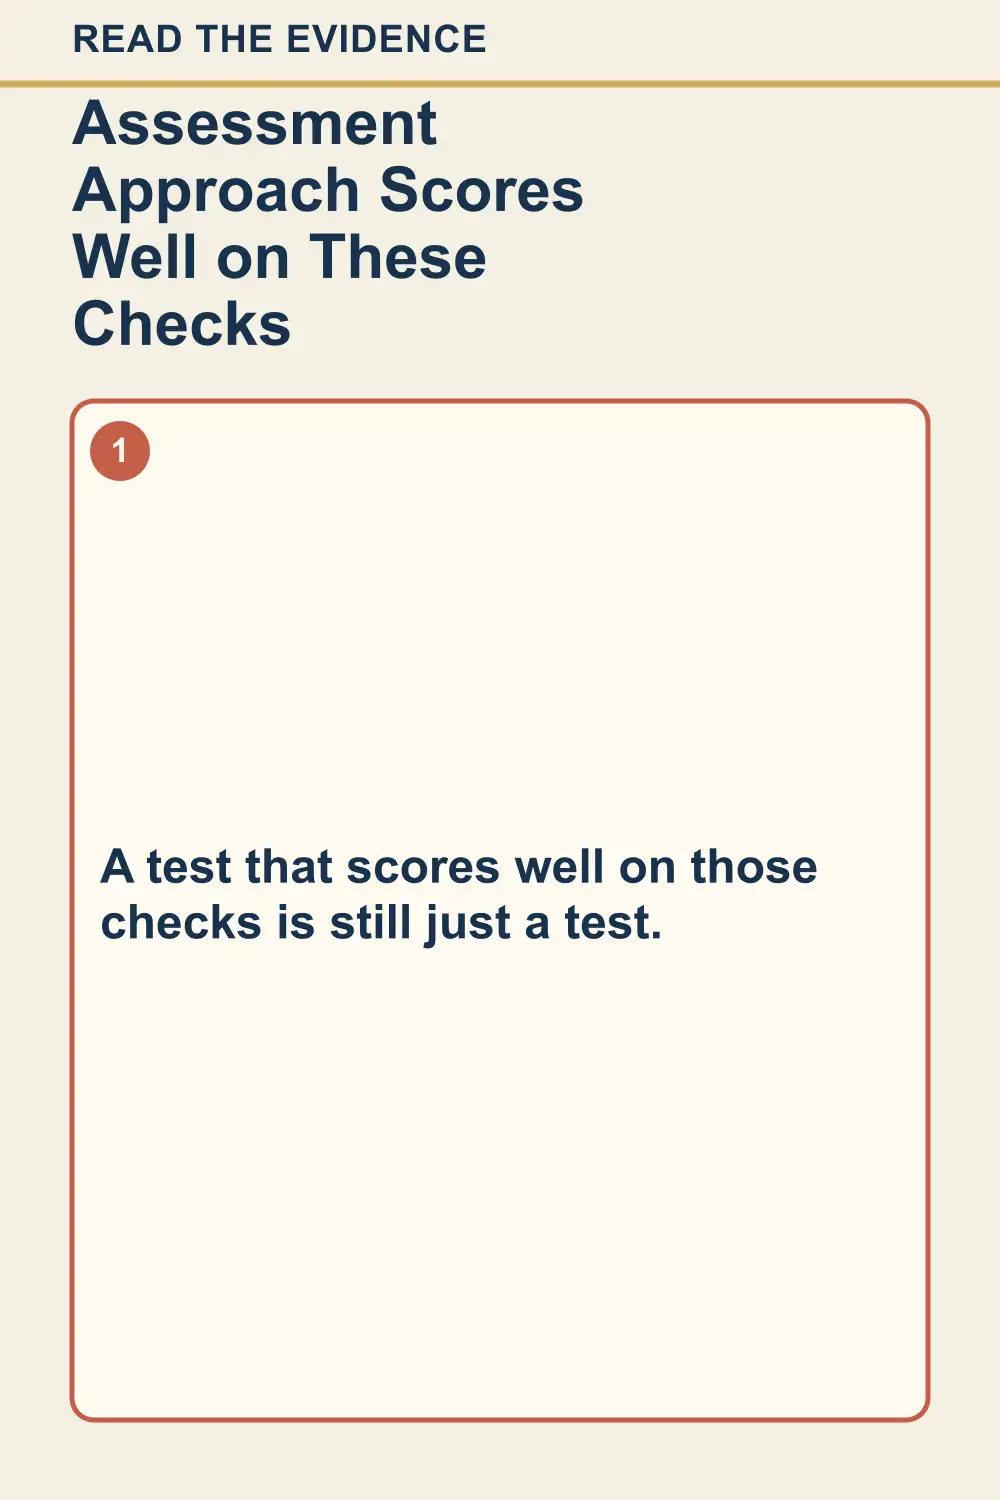 READ THE EVIDENCE
Assessment
Approach Scores
Well on These
Checks
1
A test that scores well on those
checks is still just a test.